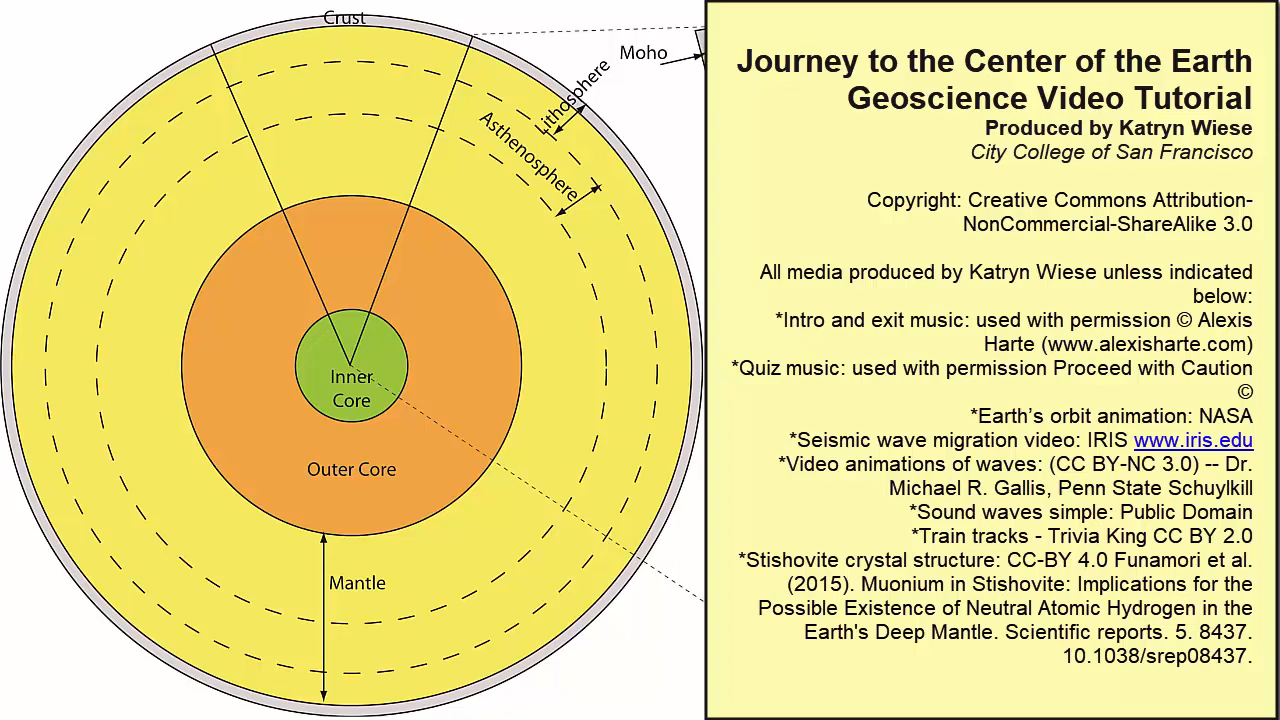 Crust
Moho
Lithosphere
Asthenosphere
Inner
Core
Outer Core
Mantle
Journey to the Center of the Earth
Geoscience Video Tutorial
Produced by Katryn Wiese
City College of San Francisco
Copyright: Creative Commons Attribution-
NonCommercial-ShareAlike 3.0
All media produced by Katryn Wiese unless indicated
below:
*Intro and exit music: used with permission © Alexis
Harte (www.alexisharte.com)
*Quiz music: used with permission Proceed with Caution
©
*Earth’s orbit animation: NASA
*Seismic wave migration video: IRIS www.iris.edu
*Video animations of waves: (CC BY-NC 3.0) -- Dr.
Michael R. Gallis, Penn State Schuylkill
*Sound waves simple: Public Domain
*Train tracks - Trivia King CC BY 2.0
*Stishovite crystal structure: CC-BY 4.0 Funamori et al.
(2015). Muonium in Stishovite: Implications for the
Possible Existence of Neutral Atomic Hydrogen in the
Earth's Deep Mantle. Scientific reports. 5. 8437.
10.1038/srep08437.